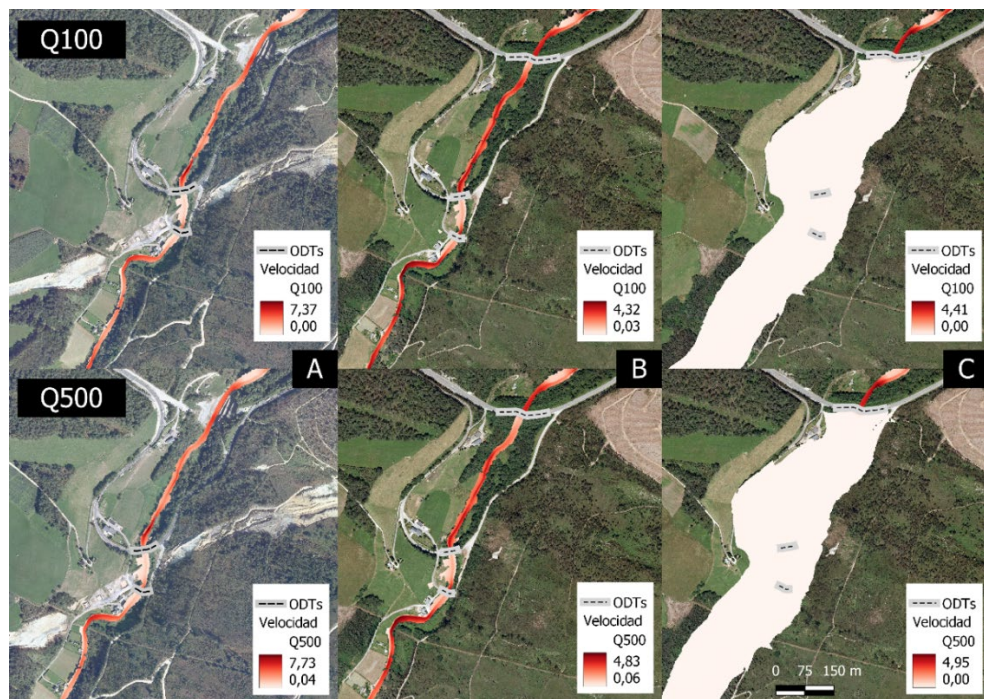 Q100
ODTs
Velocidad
Q100
7,37
0,00
A
ODTs
Velocidad
Q100
4,32
0,03
B
ODTs
Velocidad
Q100
4,41
0,00
C
Q500
ODTs
Velocidad
Q500
7,73
0,04
ODTs
Velocidad
Q500
4,83
0,06
ODTs
Velocidad
Q500
4,95
0,00
0 75 150 m